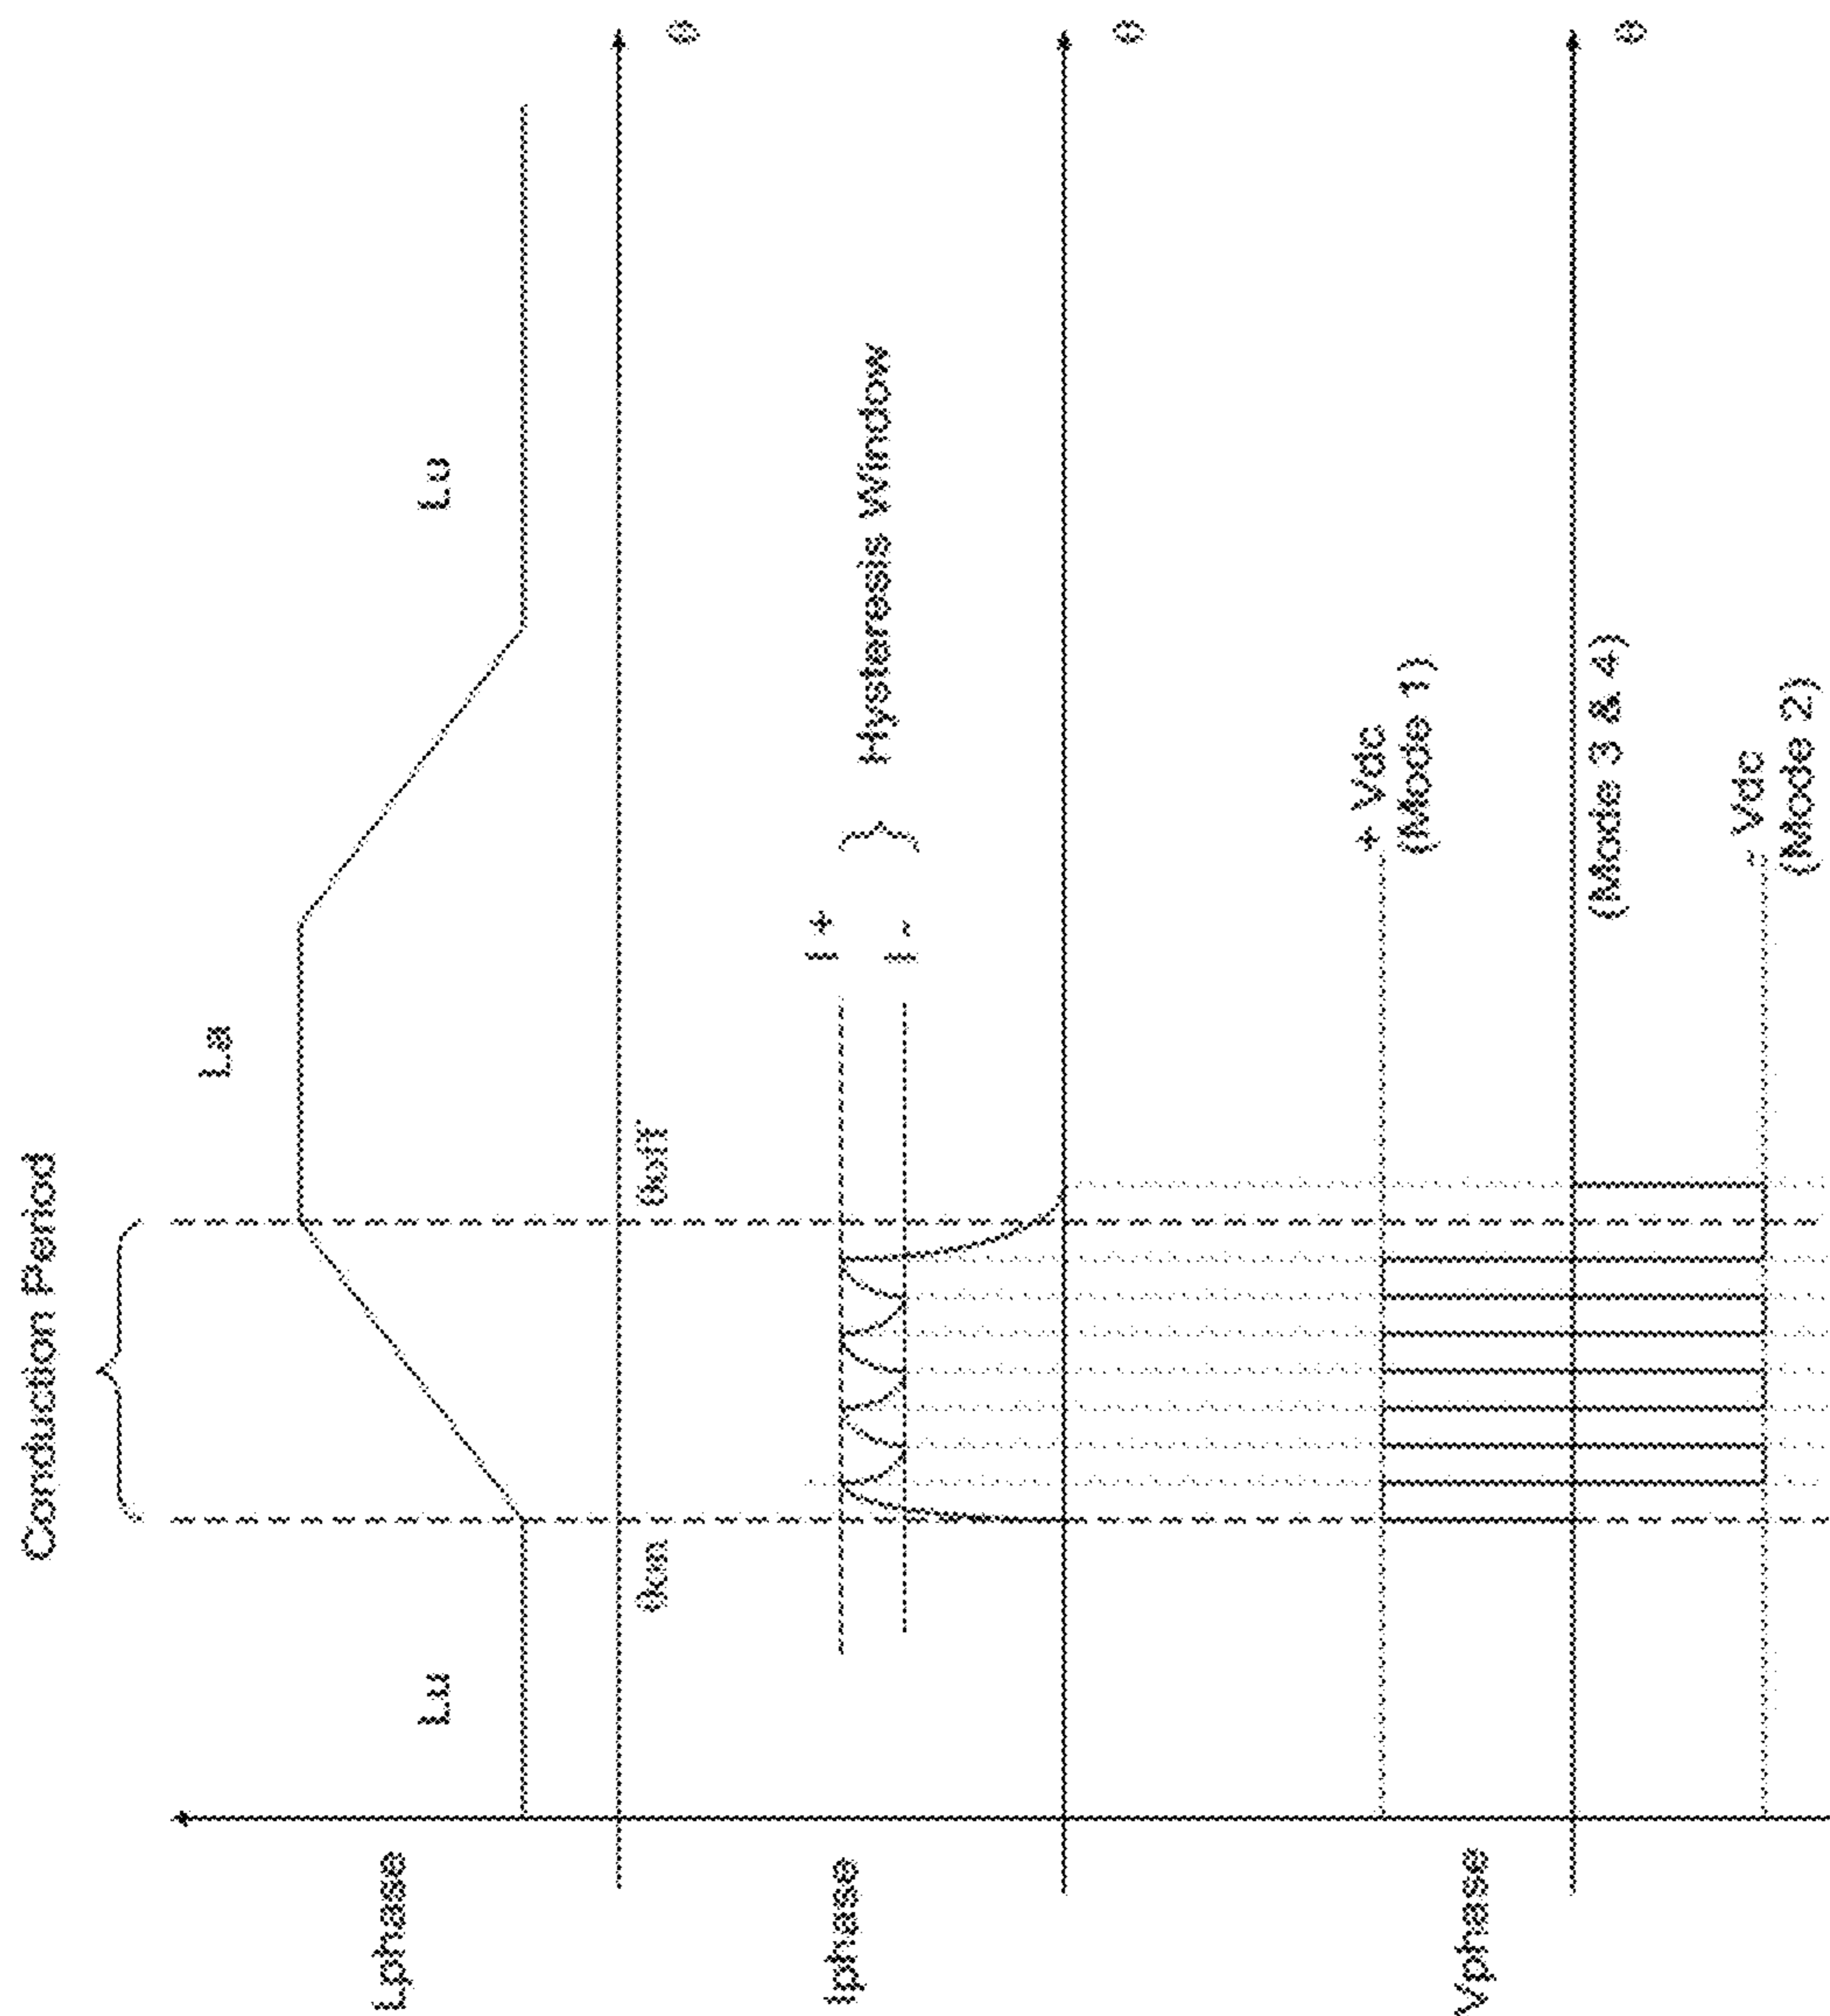 Conduction Period
Lphase
Lu
La
Lu
θ
θon
θoff
Iphase
I +
I -
Hysteresis Window
θ
Vphase
+ Vdc
(Mode 1)
θ
(Mode 3 & 4)
- Vdc
(Mode 2)